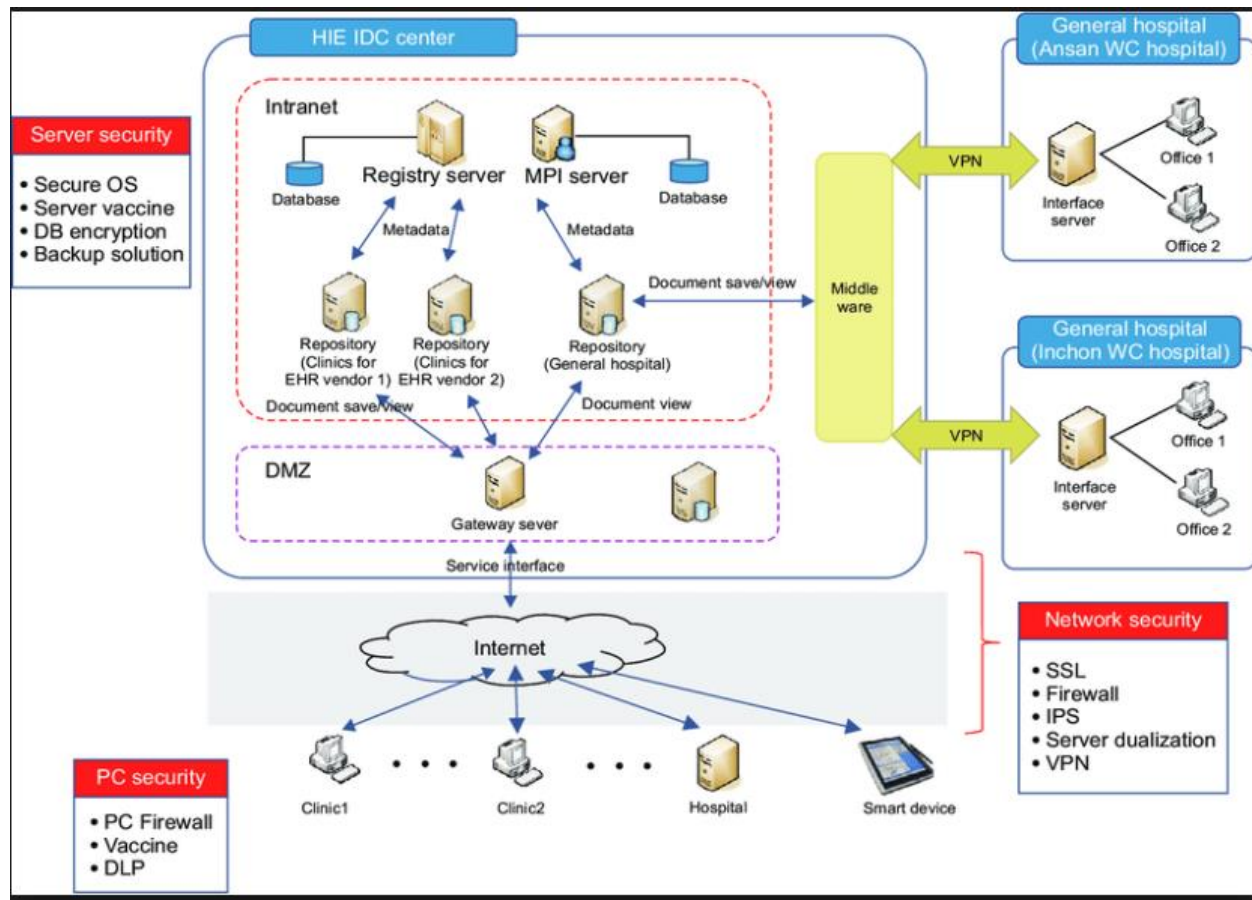 HIE IDC center
General hospital
(Ansan WC hospital)
Intranet
Server security
• Secure OS
• Server vaccine
• DB encryption
• Backup solution
Database
Registry server
MPI server
Database
Metadata
Metadata
Document save/view
Repository
(Clinics for
EHR vendor 1)
Repository
(Clinics for
EHR vendor 2)
Repository
(General hospital)
Document save/view
Document view
Middle
ware
VPN
Interface
server
Office 1
Office 2
General hospital
(Inchon WC hospital)
VPN
Interface
server
Office 1
Office 2
DMZ
Gateway sever
Service interface
Internet
Network security
• SSL
• Firewall
• IPS
• Server dualization
• VPN
PC security
• PC Firewall
• Vaccine
• DLP
Clinic1
Clinic2
Hospital
Smart device